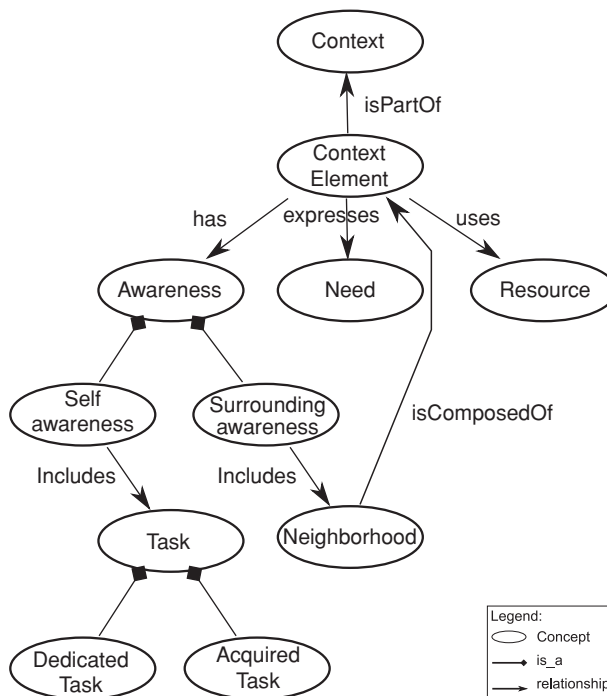 Context
isPartOf
Context
Element
has
expresses
uses
Awareness
Need
Resource
Self
awareness
Surrounding
awareness
isComposedOf
Includes
Includes
Task
Neighborhood
Dedicated
Task
Acquired
Task
Legend:
Concept
is_a
relationship